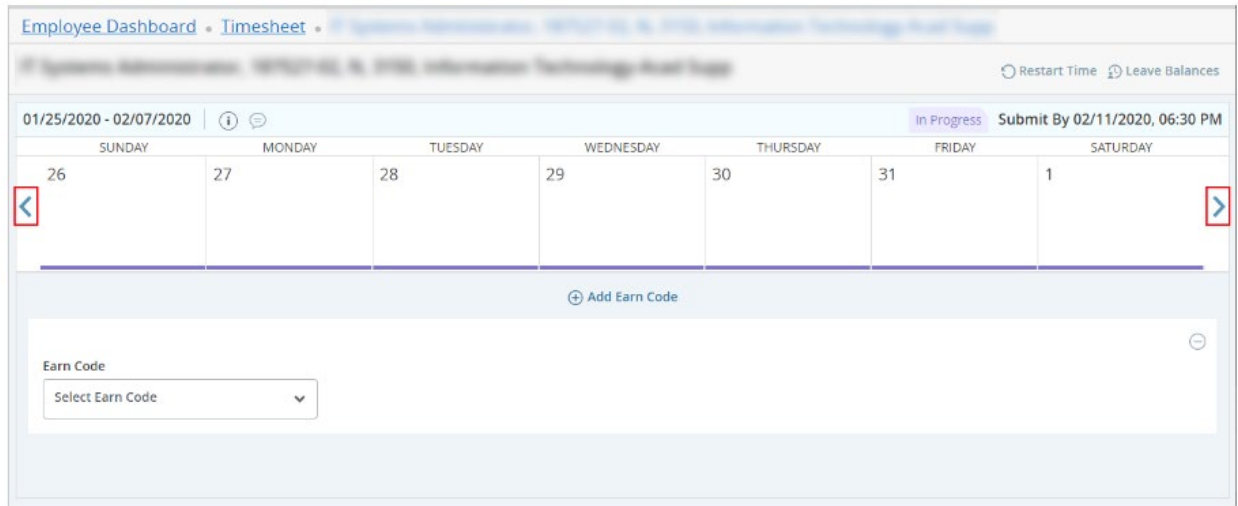 Employee Dashboard • Timesheet •
Restart Time Leave Balances
01/25/2020 - 02/07/2020 In Progress Submit By 02/11/2020, 06:30 PM
SUNDAY MONDAY TUESDAY WEDNESDAY THURSDAY FRIDAY SATURDAY
26 27 28 29 30 31 1
Add Earn Code
Earn Code
Select Earn Code